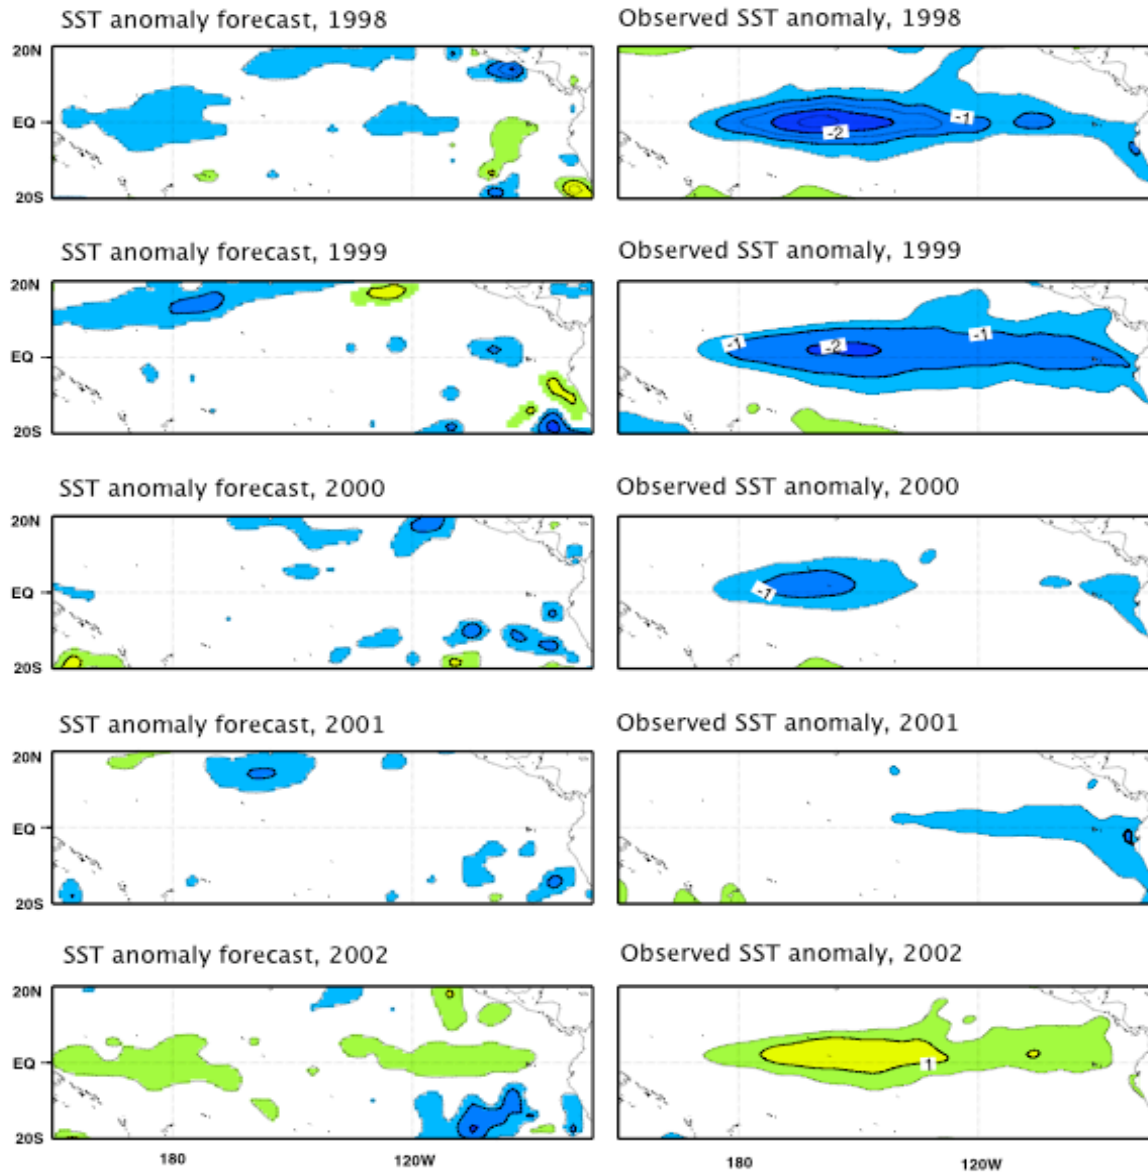 SST anomaly forecast, 1998
Observed SST anomaly, 1998
20N
EQ
20S
-1
-2
SST anomaly forecast, 1999
Observed SST anomaly, 1999
20N
EQ
20S
-1
-2
-1
SST anomaly forecast, 2000
Observed SST anomaly, 2000
20N
EQ
20S
-1
SST anomaly forecast, 2001
Observed SST anomaly, 2001
20N
EQ
20S
SST anomaly forecast, 2002
Observed SST anomaly, 2002
20N
EQ
20S
1
180
120W
180
120W